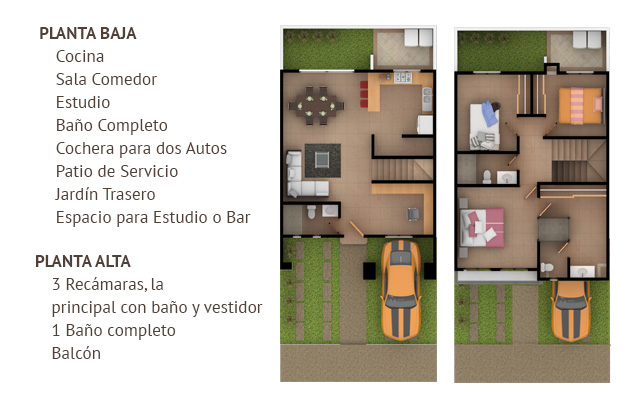 PLANTA BAJA
Cocina
Sala Comedor
Estudio
Baño Completo
Cochera para dos Autos
Patio de Servicio
Jardín Trasero
Espacio para Estudio o Bar
PLANTA ALTA
3 Recámaras, la
principal con baño y vestidor
1 Baño completo
Balcón